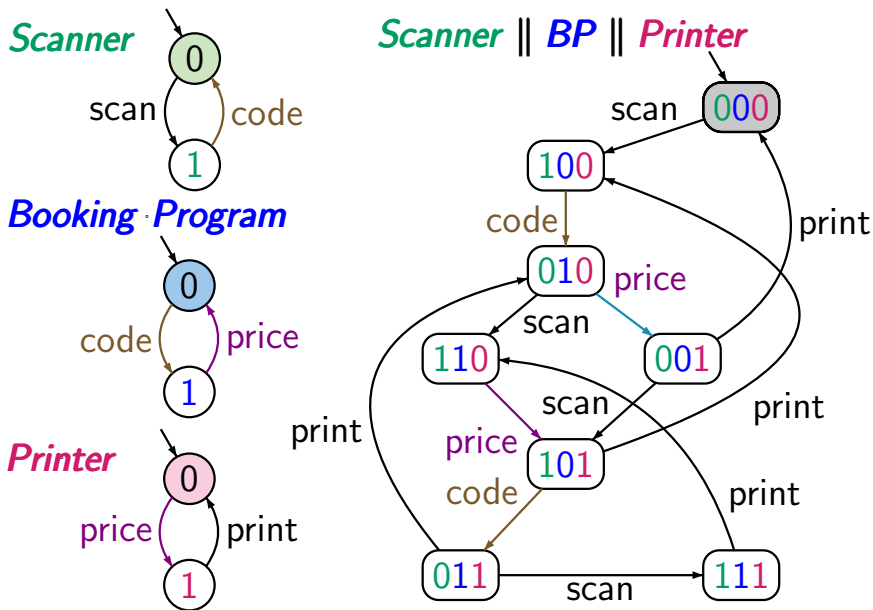 Scanner
0
scan
code
1
Booking Program
0
code
price
1
Printer
0
price
print
1
Scanner || BP || Printer
000
scan
100
code
print
010
price
scan
110
001
scan
print
print
price
101
code
print
011
scan
111